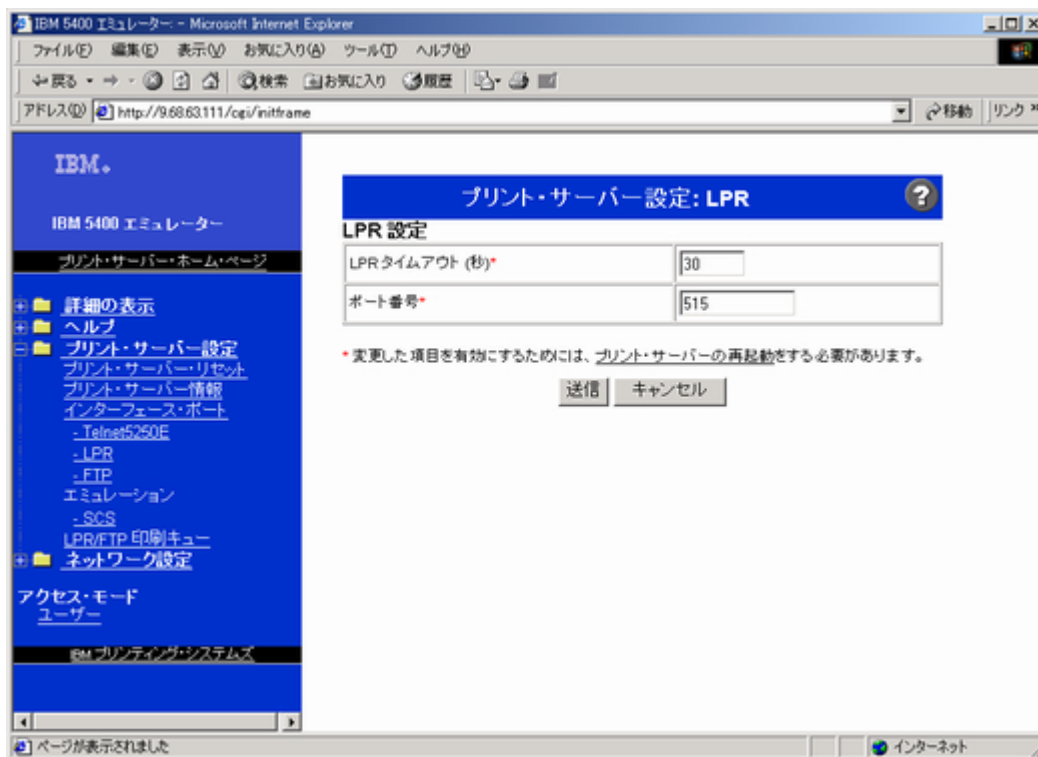 IBM 5400 エミュレーター: - Microsoft Internet Explorer
ファイル(F) 編集(E) 表示(V) お気に入り(A) ツール(T) ヘルプ(H)
戻る 検索 お気に入り 履歴
アドレス(D) http://9.68.63.111/cgi/initframe 移動 リンク »
IBM.
IBM 5400 エミュレーター
プリント・サーバー・ホーム・ページ
詳細の表示
ヘルプ
プリント・サーバー設定
プリント・サーバー・リセット
プリント・サーバー情報
インターフェース・ポート
- Telnet5250E
- LPR
- FTP
エミュレーション
- SCS
LPR/FTP 印刷キュー
ネットワーク設定
アクセス・モード
ユーザー
IBM プリンティング・システムズ
プリント・サーバー設定: LPR ?
LPR 設定
LPR タイムアウト (秒)* 30
ポート番号* 515
* 変更した項目を有効にするためには、プリント・サーバーの再起動をする必要があります。
送信 キャンセル
ページが表示されました インターネット